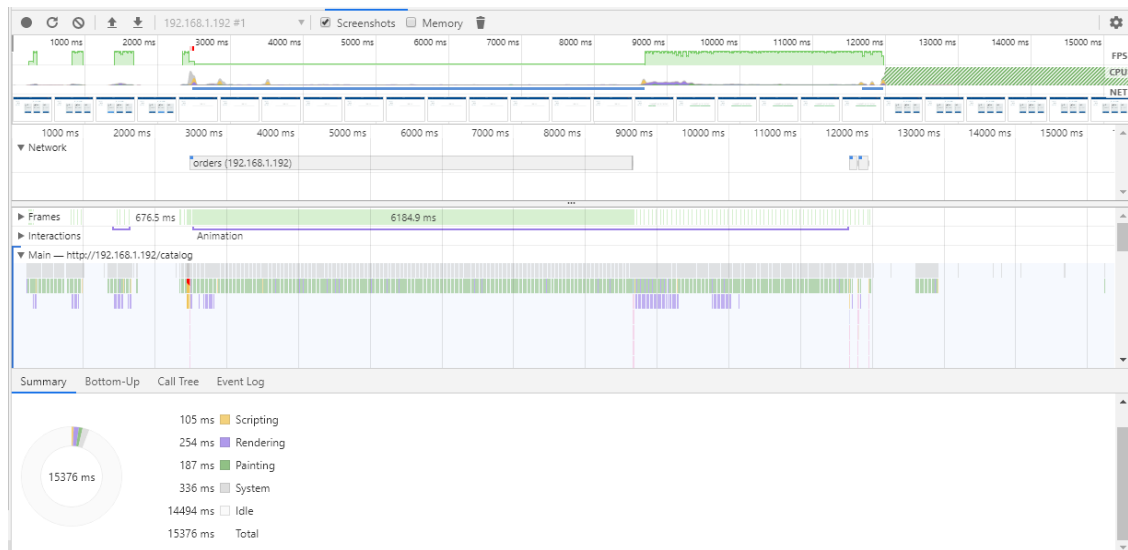 192.168.1.192 #1 Screenshots Memory
1000 ms 2000 ms 3000 ms 4000 ms 5000 ms 6000 ms 7000 ms 8000 ms 9000 ms 10000 ms 11000 ms 12000 ms 13000 ms 14000 ms 15000 ms
FPS
CPU
NET
1000 ms 2000 ms 3000 ms 4000 ms 5000 ms 6000 ms 7000 ms 8000 ms 9000 ms 10000 ms 11000 ms 12000 ms 13000 ms 14000 ms 15000 ms
▼ Network
orders (192.168.1.192)
...
▶ Frames 676.5 ms 6184.9 ms
▶ Interactions Animation
▼ Main — http://192.168.1.192/catalog
Summary Bottom-Up Call Tree Event Log
105 ms Scripting
254 ms Rendering
187 ms Painting
15376 ms
336 ms System
14494 ms Idle
15376 ms Total